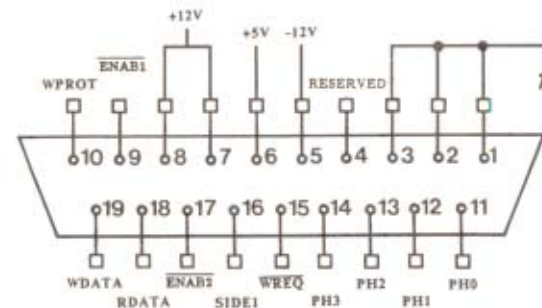 +12V
+5V -12V
ENAB1
WPROT RESERVED
10 9 8 7 6 5 4 3 2 1
19 18 17 16 15 14 13 12 11
WDATA ENAB2 WREQ PH2 PH0
RDATA SIDE1 PH3 PH1